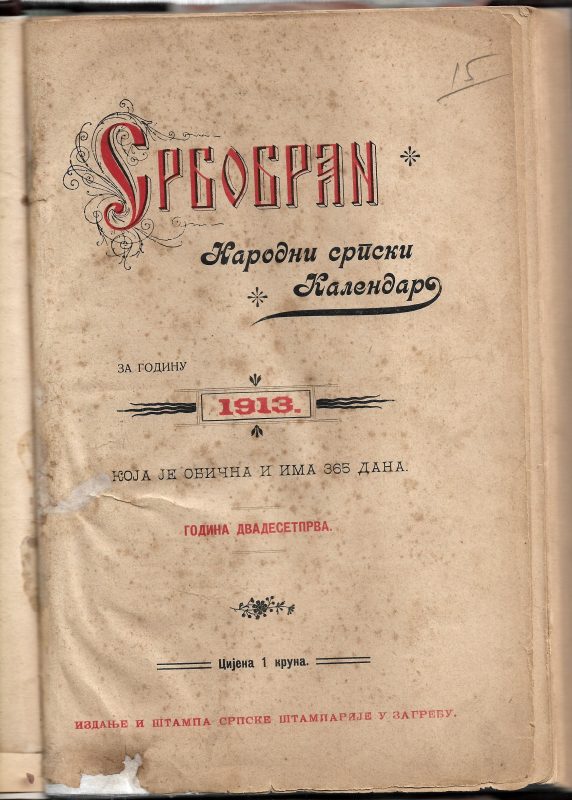 15
Србобран
Народни српски
Календар
ЗА ГОДИНУ
1913.
КОЈА ЈЕ ОБИЧНА И ИМА 365 ДАНА.
ГОДИНА ДВАДЕСЕТПРВА.
Цијена 1 круна.
ИЗДАЊЕ И ШТАМПА СРПСКЕ ШТАМПАРИЈЕ У ЗАГРЕБУ.